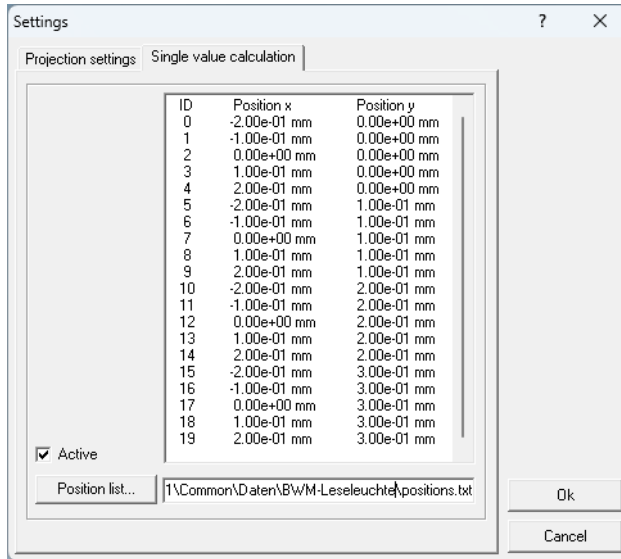 Settings ?
Projection settings Single value calculation
ID Position x Position y
0 -2.00e-01 mm 0.00e+00 mm
1 -1.00e-01 mm 0.00e+00 mm
2 0.00e+00 mm 0.00e+00 mm
3 1.00e-01 mm 0.00e+00 mm
4 2.00e-01 mm 0.00e+00 mm
5 -2.00e-01 mm 1.00e-01 mm
6 -1.00e-01 mm 1.00e-01 mm
7 0.00e+00 mm 1.00e-01 mm
8 1.00e-01 mm 1.00e-01 mm
9 2.00e-01 mm 1.00e-01 mm
10 -2.00e-01 mm 2.00e-01 mm
11 -1.00e-01 mm 2.00e-01 mm
12 0.00e+00 mm 2.00e-01 mm
13 1.00e-01 mm 2.00e-01 mm
14 2.00e-01 mm 2.00e-01 mm
15 -2.00e-01 mm 3.00e-01 mm
16 -1.00e-01 mm 3.00e-01 mm
17 0.00e+00 mm 3.00e-01 mm
18 1.00e-01 mm 3.00e-01 mm
19 2.00e-01 mm 3.00e-01 mm
Active
Position list... 1\Common\Daten\BWM-Leseleuchte\positions.txt
Ok
Cancel